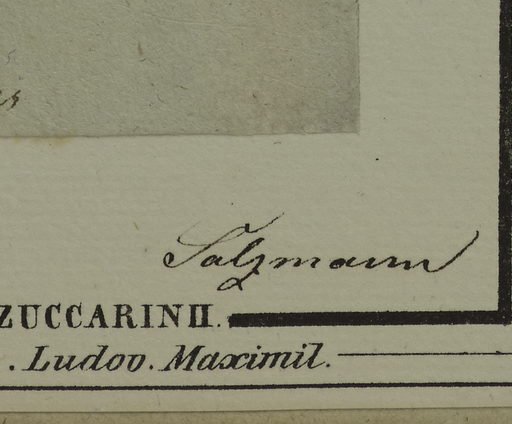 Salzmann
ZUCCARINII.
. Ludov. Maximil.